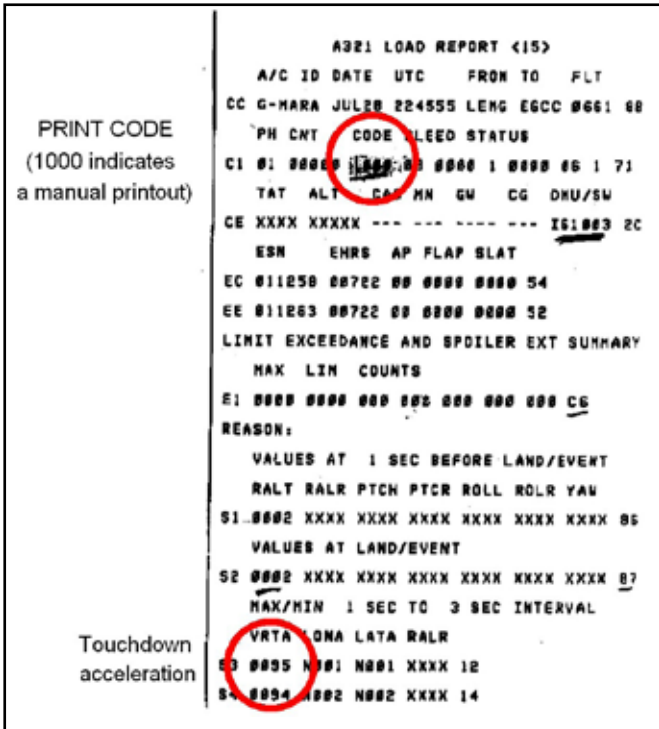 A321 LOAD REPORT <15>
A/C ID DATE UTC FROM TO FLT
CC G-MARA JUL28 224555 LEMG EGCC 0661 88
PRINT CODE
(1000 indicates
a manual printout)
PH CNT CODE BLEED STATUS
C1 01 00000 00 0000 1 0000 06 1 71
TAT ALT CAS MN GW CG DMU/SW
CE XXXX XXXXX --- --- ---- --- I61003 2C
ESN EHRS AP FLAP SLAT
EC 011258 00722 00 0000 0000 54
EE 011263 00722 00 0000 0000 52
LIMIT EXCEEDANCE AND SPOILER EXT SUMMARY
MAX LIM COUNTS
E1 0000 0000 000 002 000 000 000 C6
REASON:
VALUES AT 1 SEC BEFORE LAND/EVENT
RALT RALR PTCH PTCR ROLL ROLR YAW
S1 0002 XXXX XXXX XXXX XXXX XXXX XXXX 86
VALUES AT LAND/EVENT
S2 0002 XXXX XXXX XXXX XXXX XXXX XXXX 87
MAX/MIN 1 SEC TO 3 SEC INTERVAL
Touchdown
acceleration
VRTA LONA LATA RALR
S3 0095 N001 N001 XXXX 12
S4 0094 N002 N002 XXXX 14